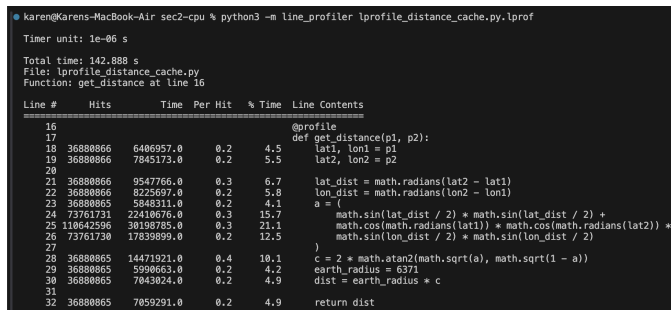 karen@Karens-MacBook-Air sec2-cpu % python3 -m line_profiler lprofile_distance_cache.py.lprof
Timer unit: 1e-06 s
Total time: 142.888 s
File: lprofile_distance_cache.py
Function: get_distance at line 16
Line #      Hits         Time  Per Hit   % Time  Line Contents
==============================================================
    16                                           @profile
    17                                           def get_distance(p1, p2):
    18  36880866    6406957.0      0.2      4.5      lat1, lon1 = p1
    19  36880866    7845173.0      0.2      5.5      lat2, lon2 = p2
    20
    21  36880866    9547766.0      0.3      6.7      lat_dist = math.radians(lat2 - lat1)
    22  36880866    8225697.0      0.2      5.8      lon_dist = math.radians(lon2 - lon1)
    23  36880865    5848311.0      0.2      4.1      a = (
    24  73761731   22410676.0      0.3     15.7          math.sin(lat_dist / 2) * math.sin(lat_dist / 2) +
    25 110642596   30198785.0      0.3     21.1          math.cos(math.radians(lat1)) * math.cos(math.radians(lat2)) *
    26  73761730   17839899.0      0.2     12.5          math.sin(lon_dist / 2) * math.sin(lon_dist / 2)
    27                                               )
    28  36880865   14471921.0      0.4     10.1      c = 2 * math.atan2(math.sqrt(a), math.sqrt(1 - a))
    29  36880865    5990663.0      0.2      4.2      earth_radius = 6371
    30  36880865    7043024.0      0.2      4.9      dist = earth_radius * c
    31
    32  36880865    7059291.0      0.2      4.9      return dist